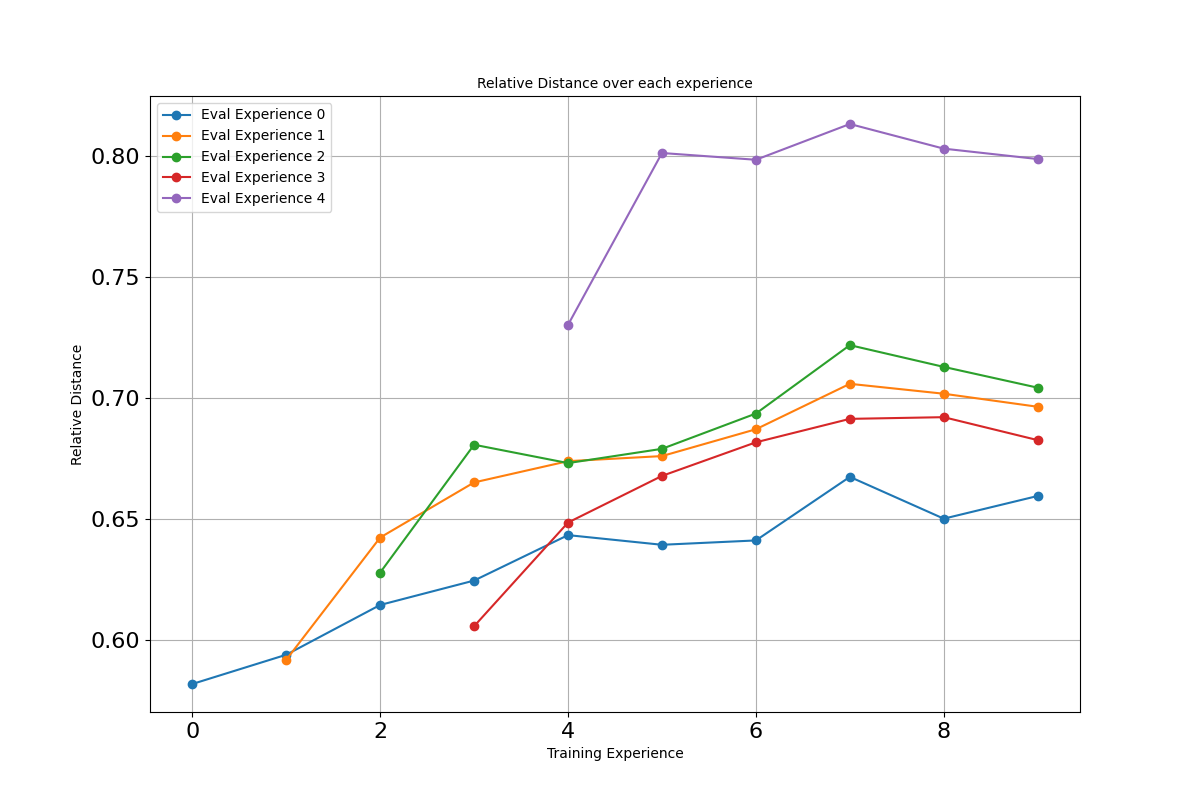 Relative Distance over each experience
Eval Experience 0
Eval Experience 1
Eval Experience 2
Eval Experience 3
Eval Experience 4
0.80
0.75
0.70
0.65
0.60
Relative Distance
0 2 4 6 8
Training Experience